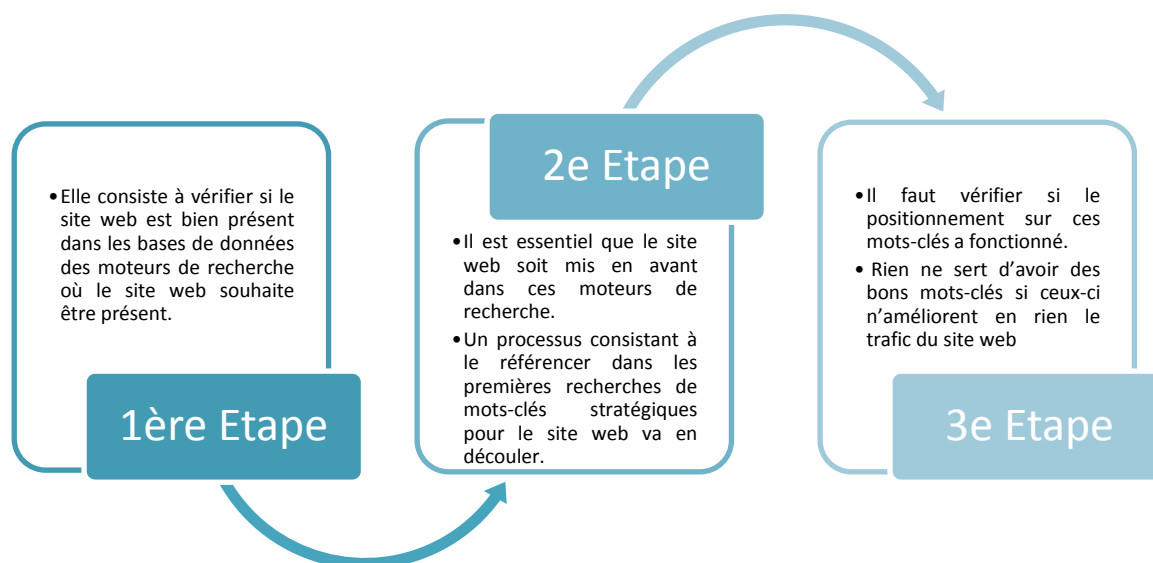 •Elle consiste à vérifier si le
site web est bien présent
dans les bases de données
des moteurs de recherche
où le site web souhaite
être présent.
1ère Etape
2e Etape
•Il est essentiel que le site
web soit mis en avant
dans ces moteurs de
recherche.
•Un processus consistant à
le référencer dans les
premières recherches de
mots-clés stratégiques
pour le site web va en
découler.
•Il faut vérifier si le
positionnement sur ces
mots-clés a fonctionné.
• Rien ne sert d’avoir des
bons mots-clés si ceux-ci
n’améliorent en rien le
trafic du site web
3e Etape